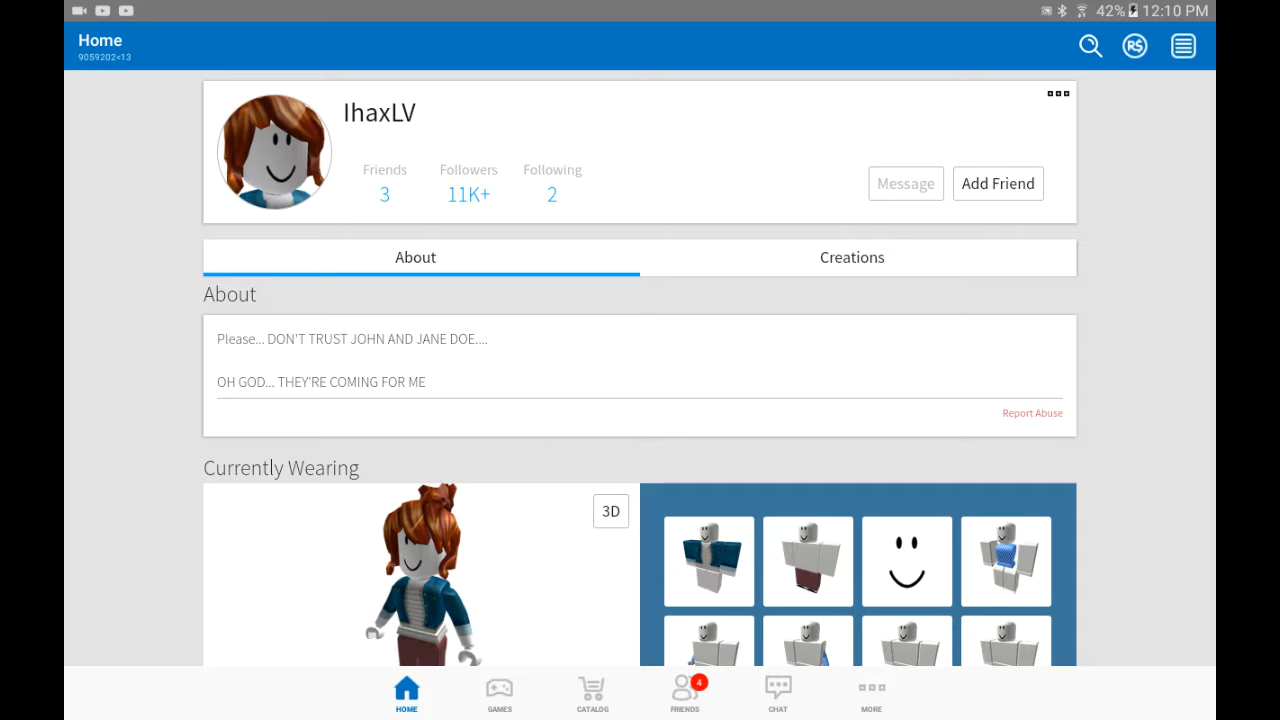 42% 12:10 PM
Home
9059202<13
R$
IhaxLV
Friends Followers Following
3 11K+ 2
Message Add Friend
About Creations
About
Please... DON'T TRUST JOHN AND JANE DOE....
OH GOD... THEY'RE COMING FOR ME
Report Abuse
Currently Wearing
3D
4
HOME GAMES CATALOG FRIENDS CHAT MORE